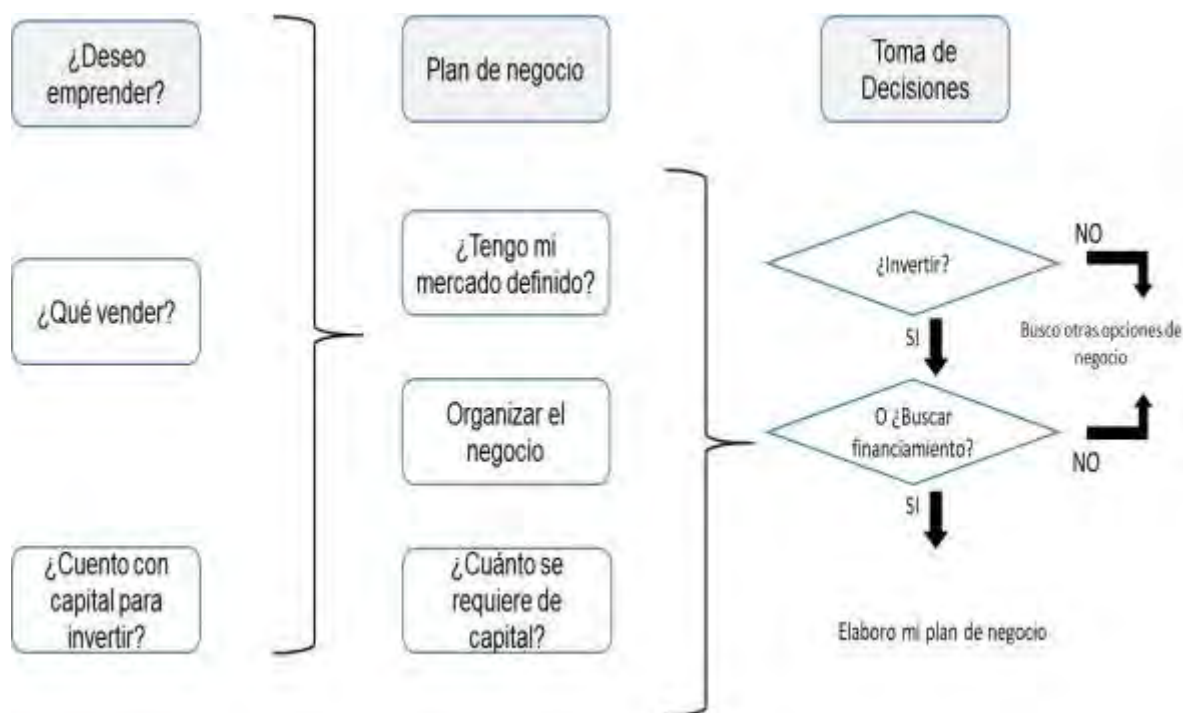 ¿Deseo
emprender?
¿Qué vender?
¿Cuento con
capital para
invertir?
Plan de negocio
¿Tengo mi
mercado definido?
Organizar el
negocio
¿Cuánto se
requiere de
capital?
Toma de
Decisiones
¿Invertir?
NO
SI
Busco otras opciones de
negocio
O ¿Buscar
financiamiento?
NO
SI
Elaboro mi plan de negocio